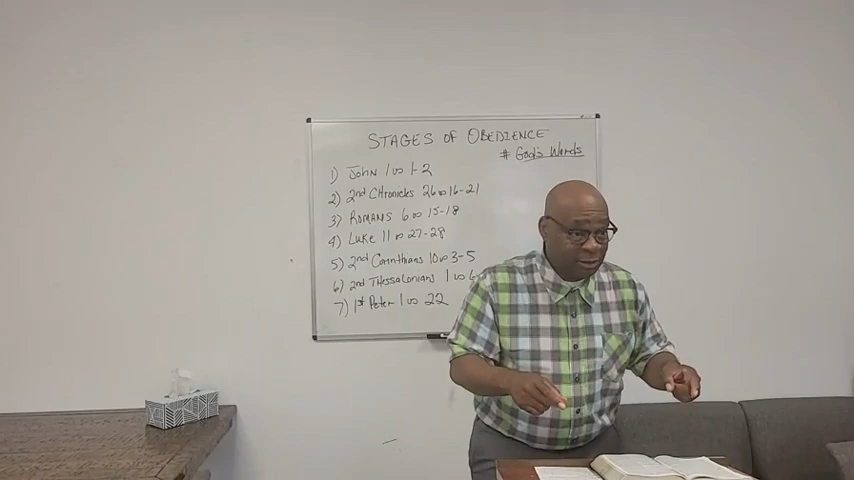 STAGES OF OBEDIENCE
# God's Words
1) John 1 vs 1-2
2) 2nd Chronicles 26 vs 16-21
3) Romans 6 vs 15-18
4) Luke 11 vs 27-28
5) 2nd Corinthians 10 vs 3-5
6) 2nd Thessalonians 1 vs 6
7) 1st Peter 1 vs 22